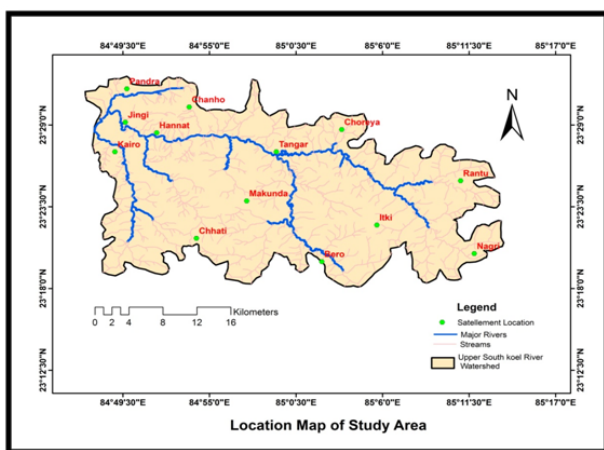 84°49'30"E 84°55'0"E 85°0'30"E 85°6'0"E 85°11'30"E 85°17'0"E
Pandra
Chanho
N
Jingi
Hannat
Choreya
23°29'0"N
23°29'0"N
Kairo
Tangar
Rantu
Makunda
23°23'30"N
23°23'30"N
Itki
Chhati
Nagri
Bero
23°18'0"N
23°18'0"N
Legend
Kilometers
0 2 4 8 12 16
Satellement Location
Major Rivers
Streams
Upper South koel River
Watershed
23°12'30"N
23°12'30"N
84°49'30"E 84°55'0"E 85°0'30"E 85°6'0"E 85°11'30"E 85°17'0"E
Location Map of Study Area